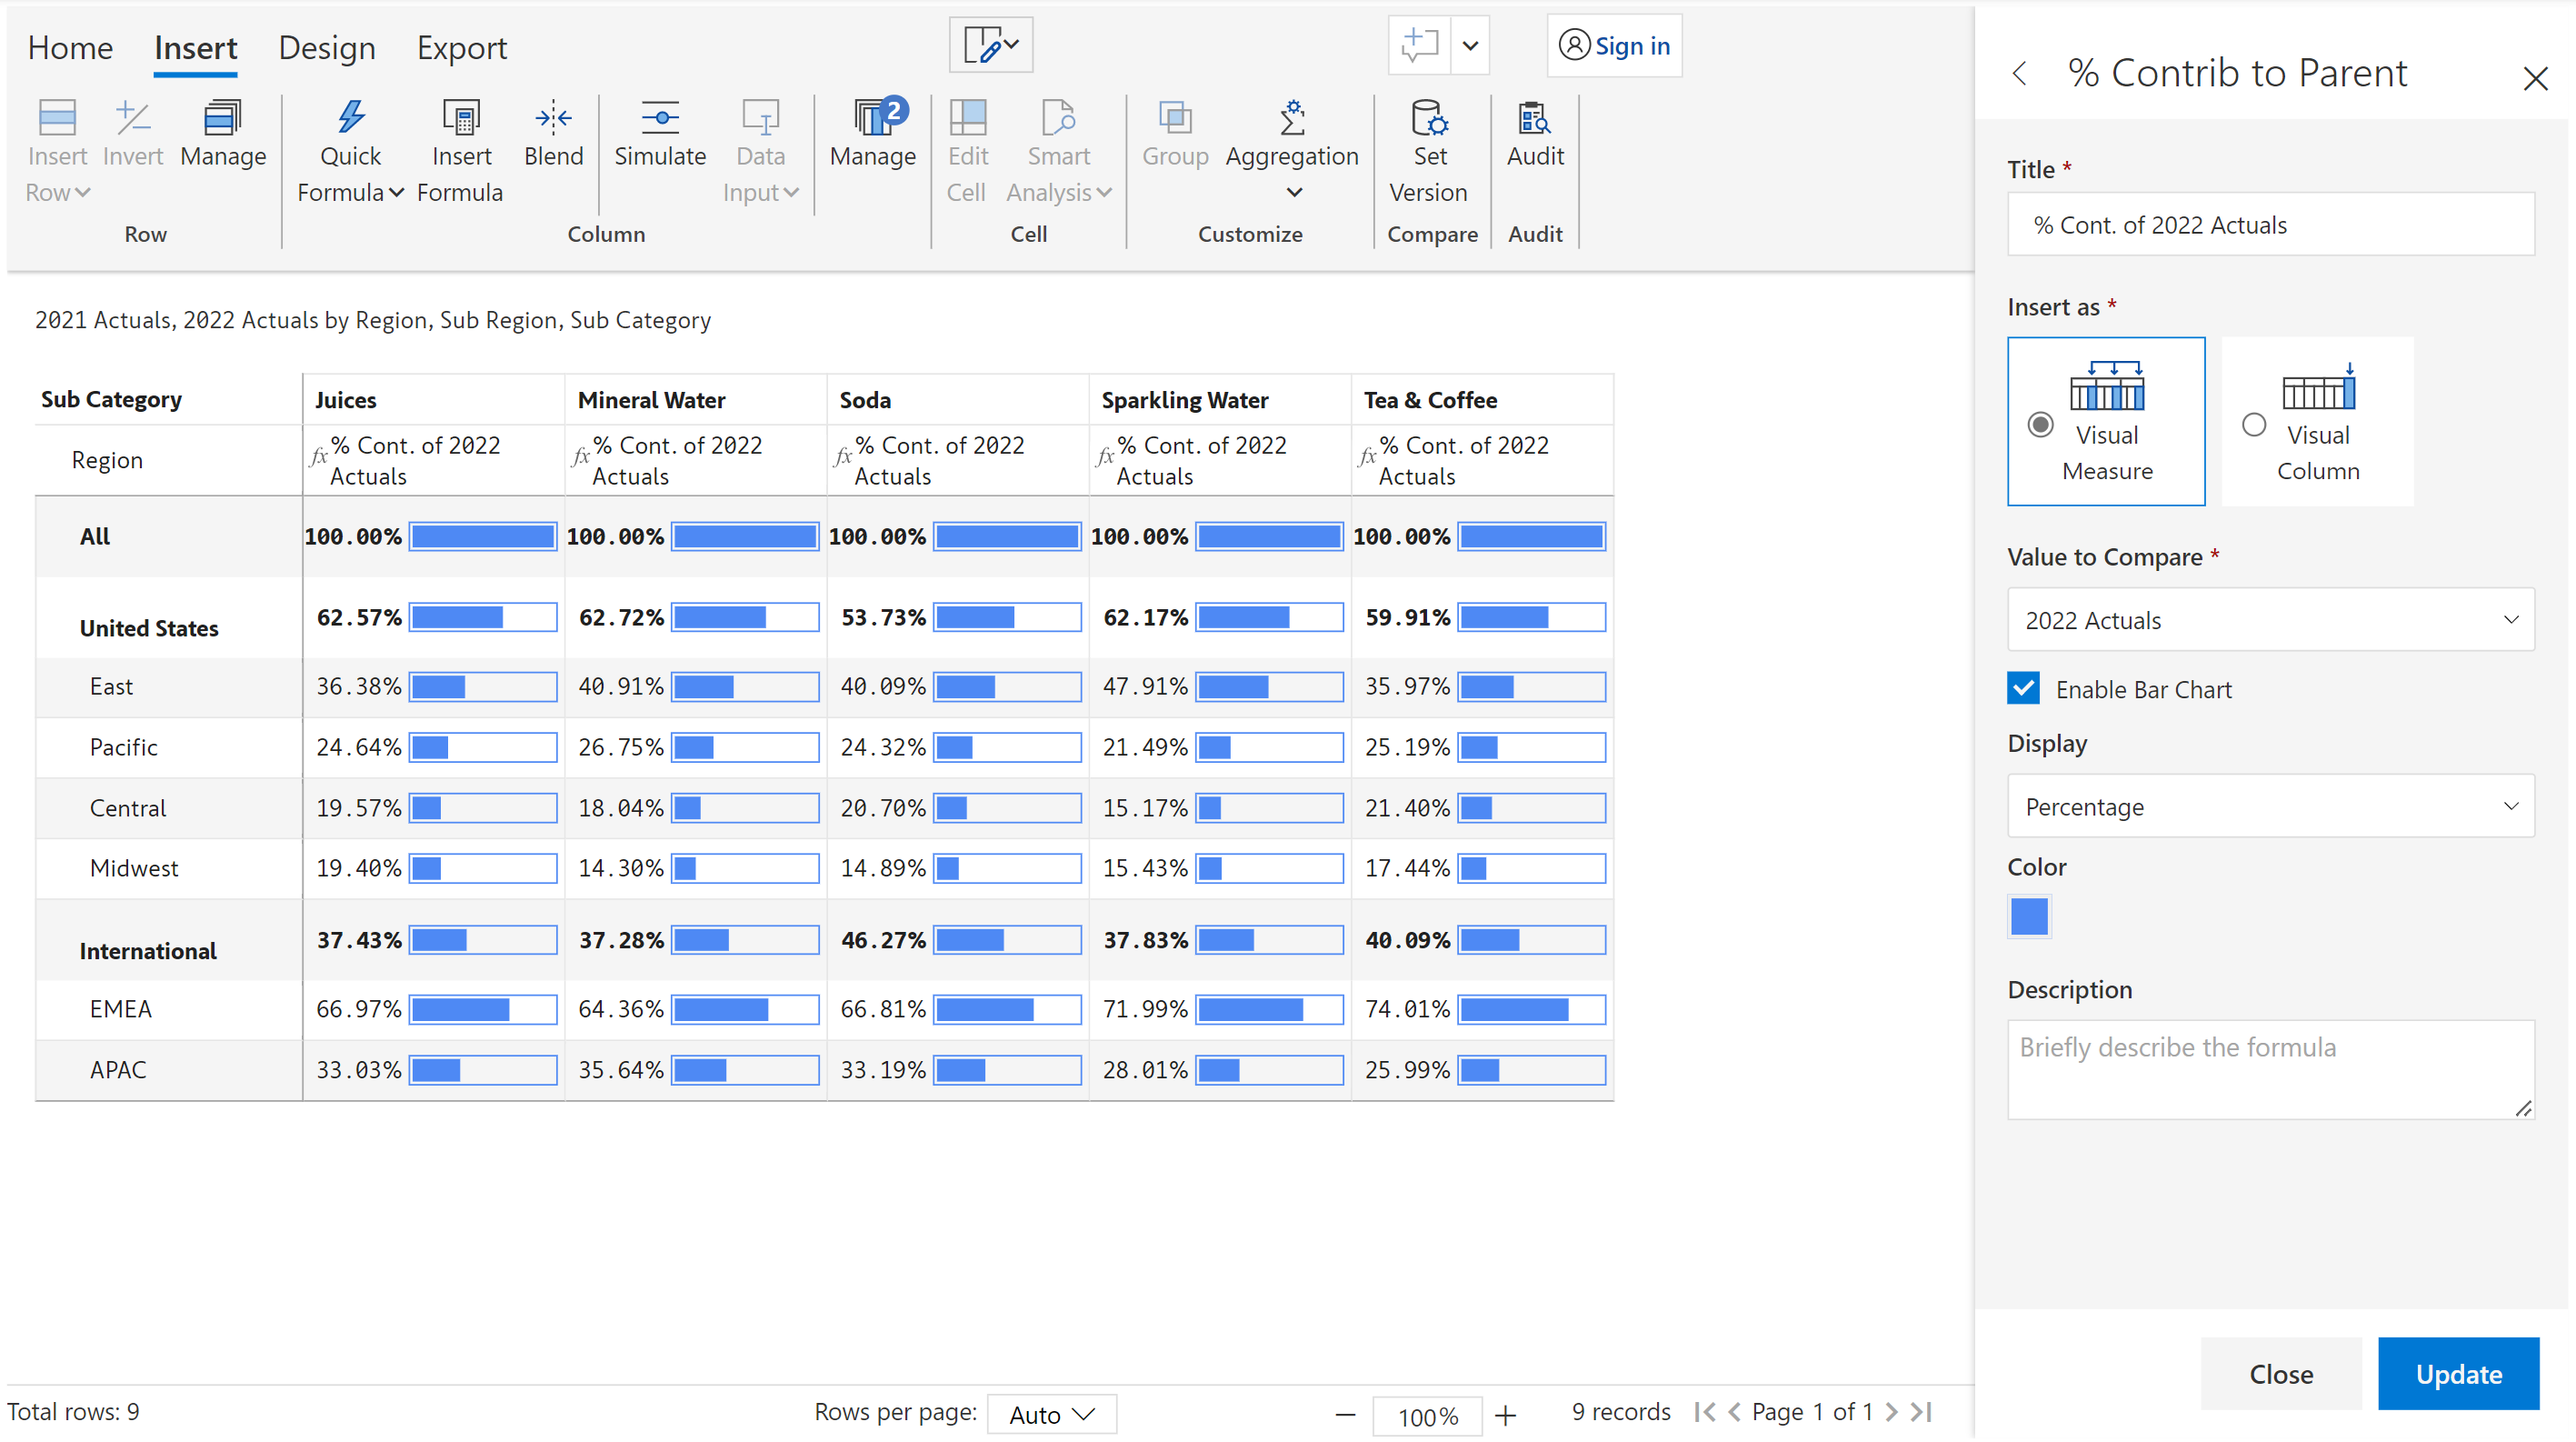 Home Insert Design Export Sign in
Insert Row Invert Manage Quick Formula Insert Formula Blend Simulate Data Input Manage 2 Edit Cell Smart Analysis Group Aggregation Set Version Audit
Row Column Cell Customize Compare Audit
2021 Actuals, 2022 Actuals by Region, Sub Region, Sub Category
Sub Category Juices Mineral Water Soda Sparkling Water Tea & Coffee
Region fx % Cont. of 2022 Actuals fx % Cont. of 2022 Actuals fx % Cont. of 2022 Actuals fx % Cont. of 2022 Actuals fx % Cont. of 2022 Actuals
All 100.00% 100.00% 100.00% 100.00% 100.00%
United States 62.57% 62.72% 53.73% 62.17% 59.91%
East 36.38% 40.91% 40.09% 47.91% 35.97%
Pacific 24.64% 26.75% 24.32% 21.49% 25.19%
Central 19.57% 18.04% 20.70% 15.17% 21.40%
Midwest 19.40% 14.30% 14.89% 15.43% 17.44%
International 37.43% 37.28% 46.27% 37.83% 40.09%
EMEA 66.97% 64.36% 66.81% 71.99% 74.01%
APAC 33.03% 35.64% 33.19% 28.01% 25.99%
Total rows: 9 Rows per page: Auto 100% 9 records Page 1 of 1
% Contrib to Parent
Title *
% Cont. of 2022 Actuals
Insert as *
Visual Measure Visual Column
Value to Compare *
2022 Actuals
Enable Bar Chart
Display
Percentage
Color
Description
Briefly describe the formula
Close Update